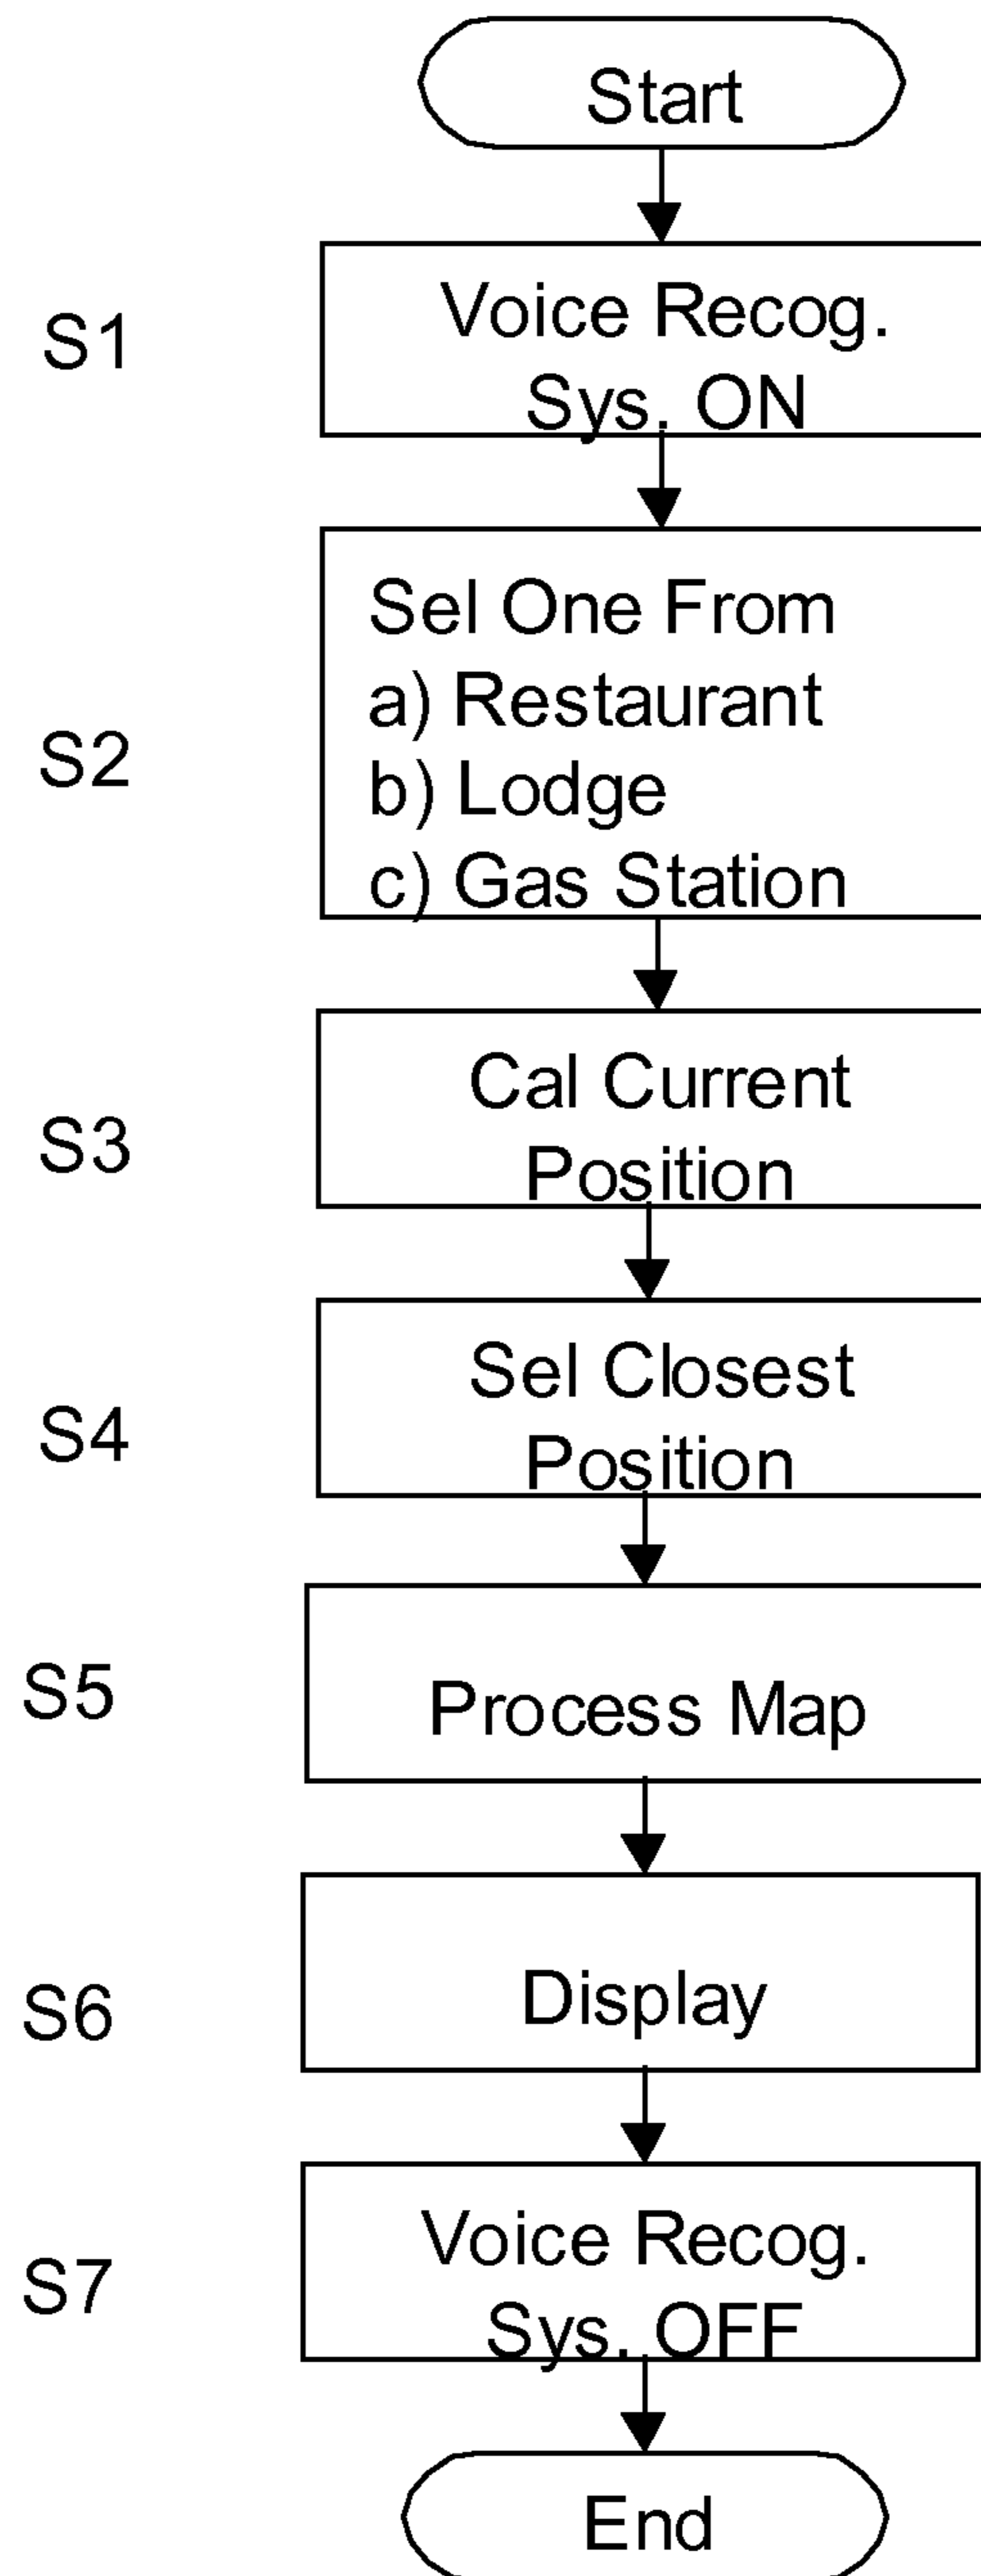 Start
S1
Voice Recog.
Sys. ON
S2
Sel One From
a) Restaurant
b) Lodge
c) Gas Station
S3
Cal Current
Position
S4
Sel Closest
Position
S5
Process Map
S6
Display
S7
Voice Recog.
Sys. OFF
End